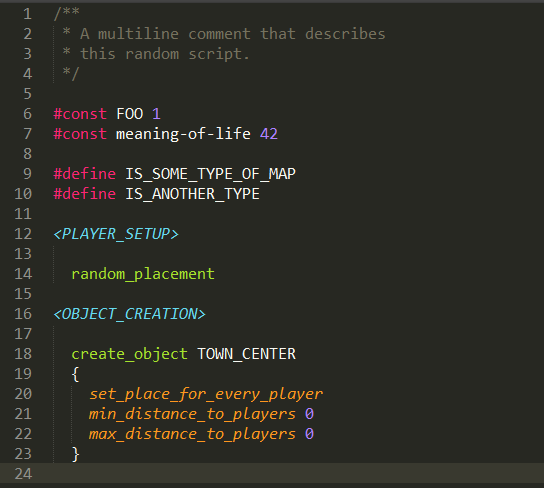 1 /**
2  * A multiline comment that describes
3  * this random script.
4  */
5
6 #const FOO 1
7 #const meaning-of-life 42
8
9 #define IS_SOME_TYPE_OF_MAP
10 #define IS_ANOTHER_TYPE
11
12 <PLAYER_SETUP>
13
14   random_placement
15
16 <OBJECT_CREATION>
17
18   create_object TOWN_CENTER
19   {
20     set_place_for_every_player
21     min_distance_to_players 0
22     max_distance_to_players 0
23   }
24